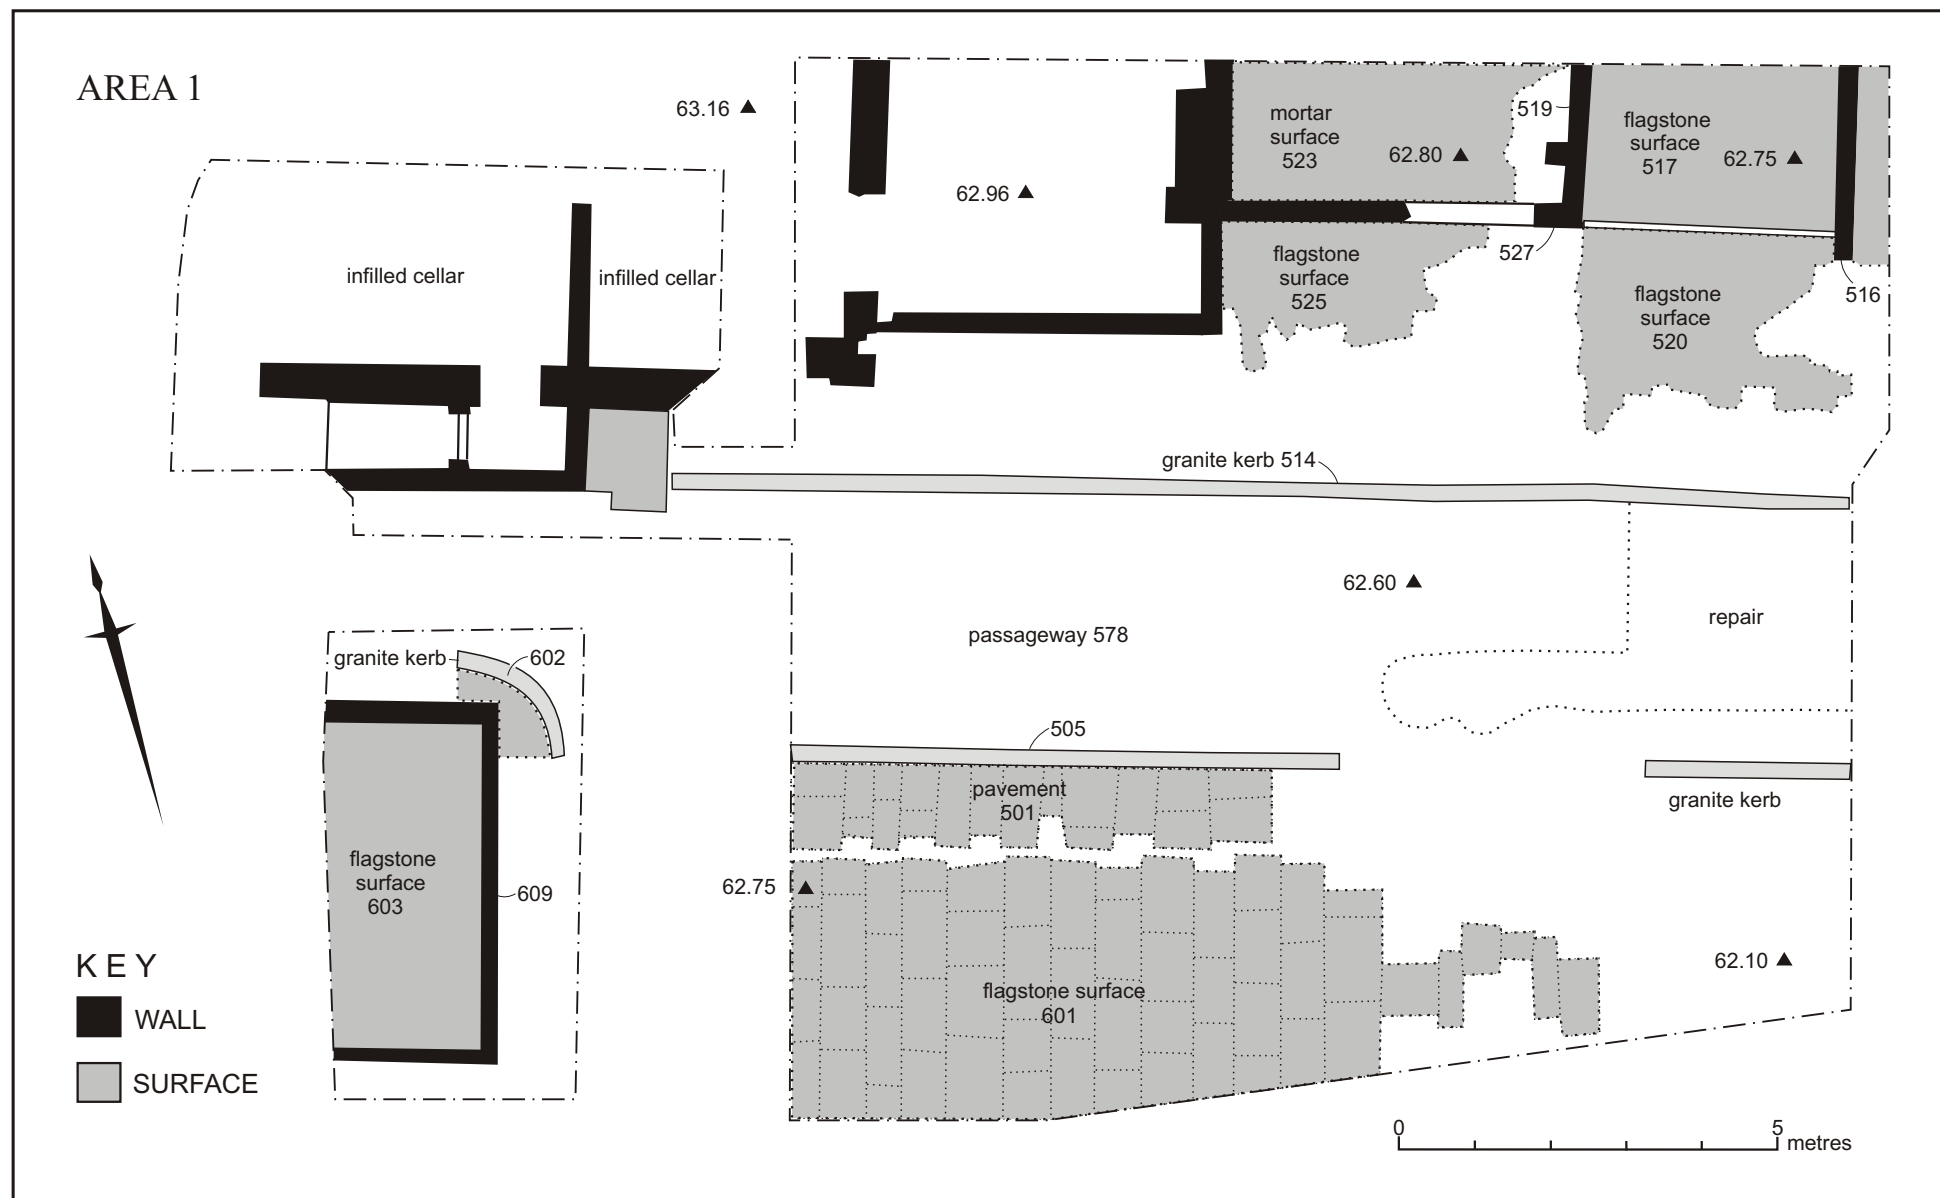 AREA 1
63.16
62.96
mortar
surface
523
62.80
519
flagstone
surface
517
62.75
infilled cellar
infilled cellar
flagstone
surface
525
527
flagstone
surface
520
516
granite kerb 514
62.60
passageway 578
repair
granite kerb
602
505
pavement
501
granite kerb
flagstone
surface
603
609
62.75
flagstone surface
601
62.10
KEY
WALL
SURFACE
0
5
metres